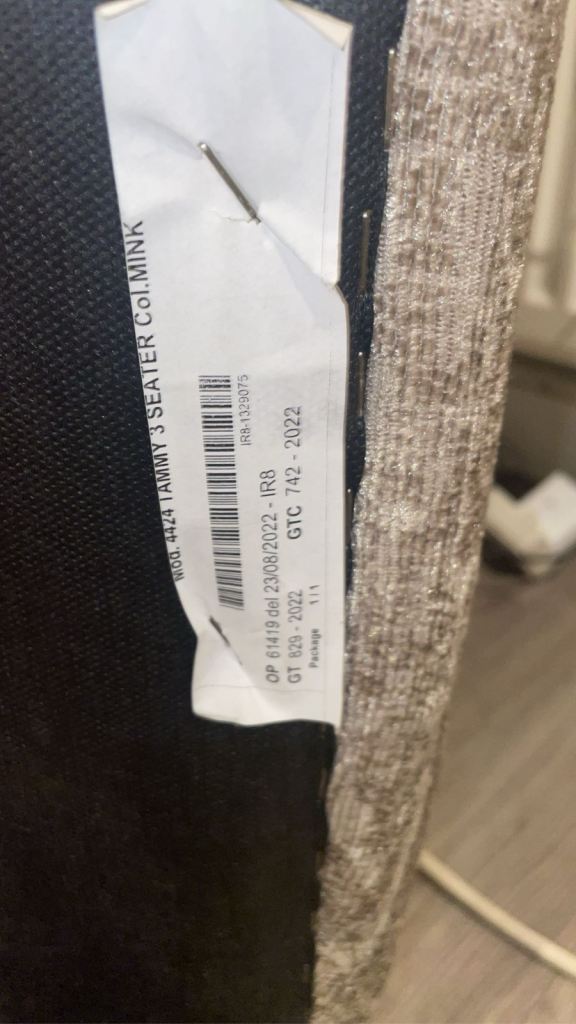 Mod. 4424 TAMMY 3 SEATER Col.MINK
IR8-1329075
OP 61419 del 23/08/2022 - IR8
GT 829 - 2022 GTC 742 - 2022
Package 1 / 1